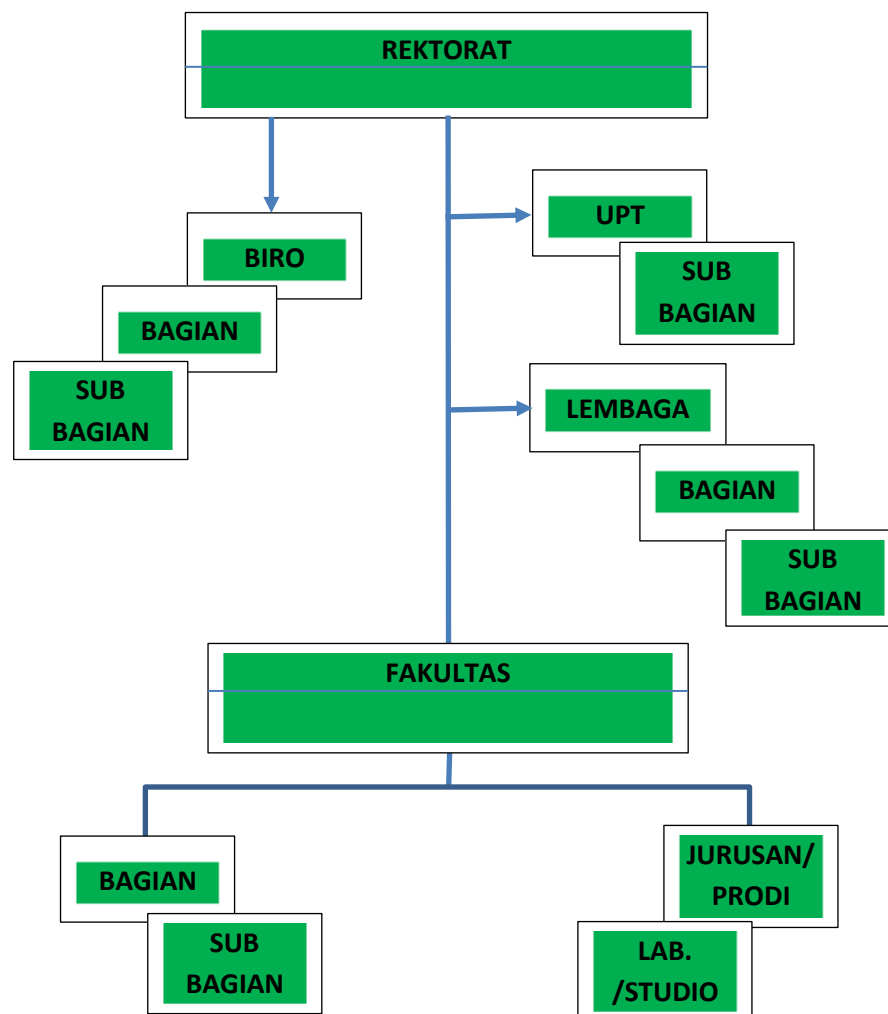 REKTORAT
UPT
BIRO
SUB
BAGIAN
BAGIAN
SUB
BAGIAN
LEMBAGA
BAGIAN
SUB
BAGIAN
FAKULTAS
JURUSAN/
PRODI
BAGIAN
SUB
BAGIAN
LAB.
/STUDIO